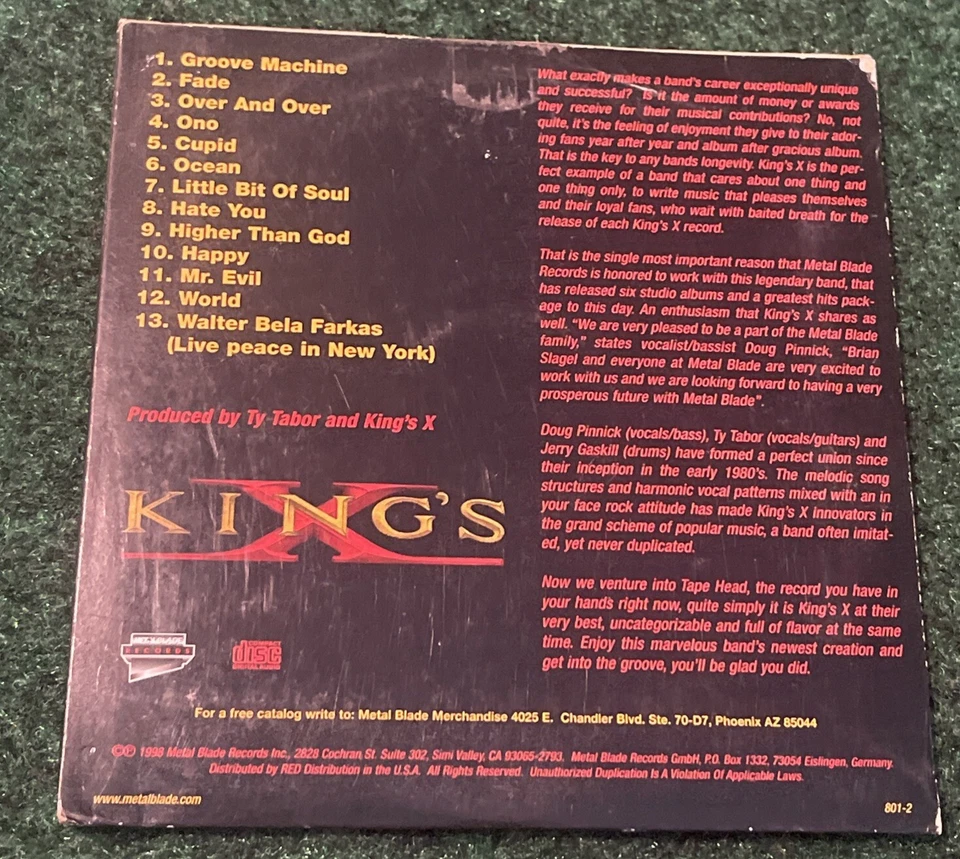 1. Groove Machine
2. Fade
3. Over And Over
4. Ono
5. Cupid
6. Ocean
7. Little Bit Of Soul
8. Hate You
9. Higher Than God
10. Happy
11. Mr. Evil
12. World
13. Walter Bela Farkas
(Live peace in New York)
Produced by Ty Tabor and King's X
KING'S
X
METAL BLADE
RECORDS
COMPACT
disc
DIGITAL AUDIO
What exactly makes a band's career exceptionally unique
and successful? Is it the amount of money or awards
they receive for their musical contributions? No, not
quite, it's the feeling of enjoyment they give to their ador-
ing fans year after year and album after gracious album.
That is the key to any bands longevity. King's X is the per-
fect example of a band that cares about one thing and
one thing only, to write music that pleases themselves
and their loyal fans, who wait with baited breath for the
release of each King's X record.
That is the single most important reason that Metal Blade
Records is honored to work with this legendary band, that
has released six studio albums and a greatest hits pack-
age to this day. An enthusiasm that King's X shares as
well. "We are very pleased to be a part of the Metal Blade
family," states vocalist/bassist Doug Pinnick, "Brian
Slagel and everyone at Metal Blade are very excited to
work with us and we are looking forward to having a very
prosperous future with Metal Blade".
Doug Pinnick (vocals/bass), Ty Tabor (vocals/guitars) and
Jerry Gaskill (drums) have formed a perfect union since
their inception in the early 1980's. The melodic song
structures and harmonic vocal patterns mixed with an in
your face rock attitude has made King's X innovators in
the grand scheme of popular music, a band often imitat-
ed, yet never duplicated.
Now we venture into Tape Head, the record you have in
your hands right now, quite simply it is King's X at their
very best, uncategorizable and full of flavor at the same
time. Enjoy this marvelous band's newest creation and
get into the groove, you'll be glad you did.
For a free catalog write to: Metal Blade Merchandise 4025 E. Chandler Blvd. Ste. 70-D7, Phoenix AZ 85044
©℗ 1998 Metal Blade Records Inc., 2828 Cochran St. Suite 302, Simi Valley, CA 93065-2793. Metal Blade Records GmbH, P.O. Box 1332, 73054 Eislingen, Germany.
Distributed by RED Distribution in the U.S.A. All Rights Reserved. Unauthorized Duplication Is A Violation Of Applicable Laws.
www.metalblade.com
801-2